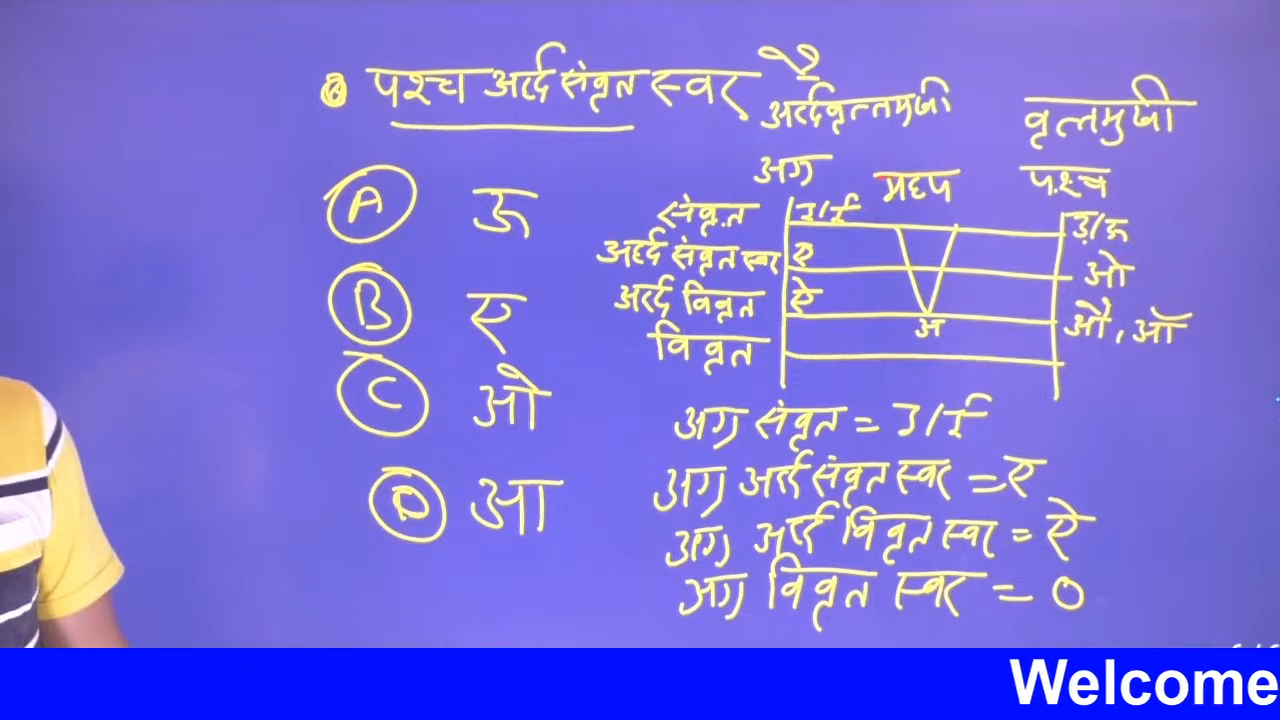 पश्च अर्द्ध संवृत स्वर है
A ऊ
B ए
C ओ
D आ
अर्द्धवृत्तमुखी वृत्तमुखी
अग्र मध्य पश्च
संवृत इ/ई उ/ऊ
अर्द्ध संवृत स्वर ए ओ
अर्द्ध विवृत ऐ अ औ, ऑ
विवृत
अग्र संवृत = इ/ई
अग्र अर्द्ध संवृत स्वर = ए
अग्र अर्द्ध विवृत स्वर = ऐ
अग्र विवृत स्वर = 0
Welcome